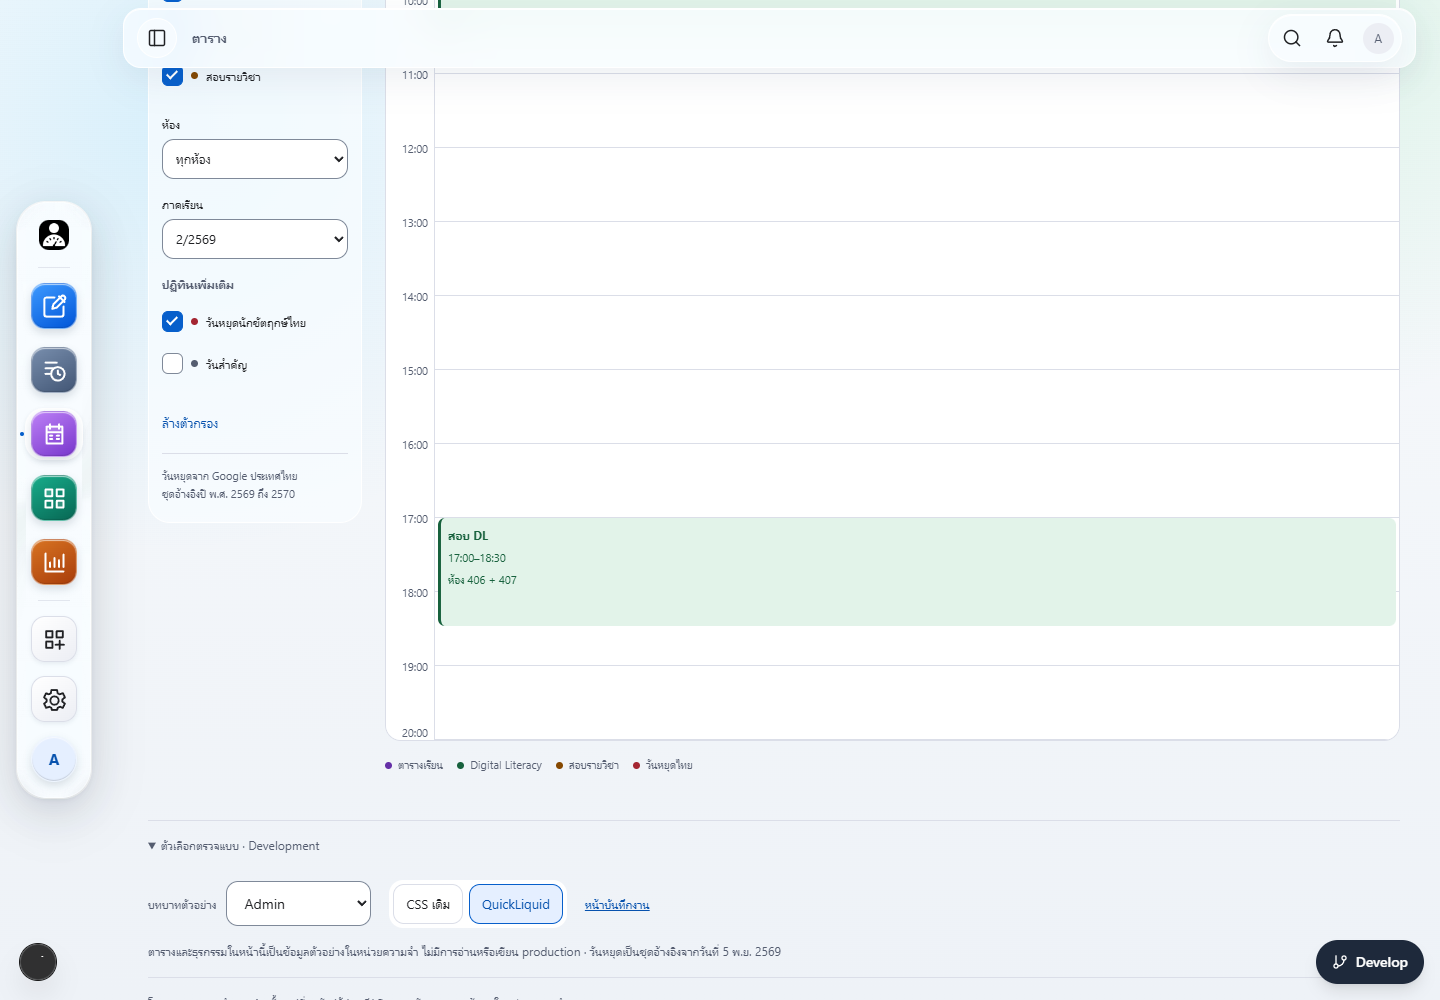 10:00
ตาราง
A
สอบรายวิชา
11:00
ห้อง
ทุกห้อง
12:00
ภาคเรียน
2/2569
13:00
ปฏิทินเพิ่มเติม
วันหยุดนักขัตฤกษ์ไทย
14:00
วันสำคัญ
15:00
ล้างตัวกรอง
16:00
วันหยุดจาก Google ประเทศไทย
ชุดอ้างอิงปี พ.ศ. 2569 ถึง 2570
17:00
สอบ DL
17:00–18:30
ห้อง 406 + 407
18:00
19:00
20:00
A
ตารางเรียน
Digital Literacy
สอบรายวิชา
วันหยุดไทย
▼ ตัวเลือกตรวจแบบ · Development
บทบาทตัวอย่าง
Admin
CSS เดิม
QuickLiquid
หน้าบันทึกงาน
ตารางและธุรกรรมในหน้านี้เป็นข้อมูลตัวอย่างในหน่วยความจำ ไม่มีการอ่านหรือเขียน production · วันหยุดเป็นชุดอ้างอิงจากวันที่ 5 พ.ย. 2569
Develop